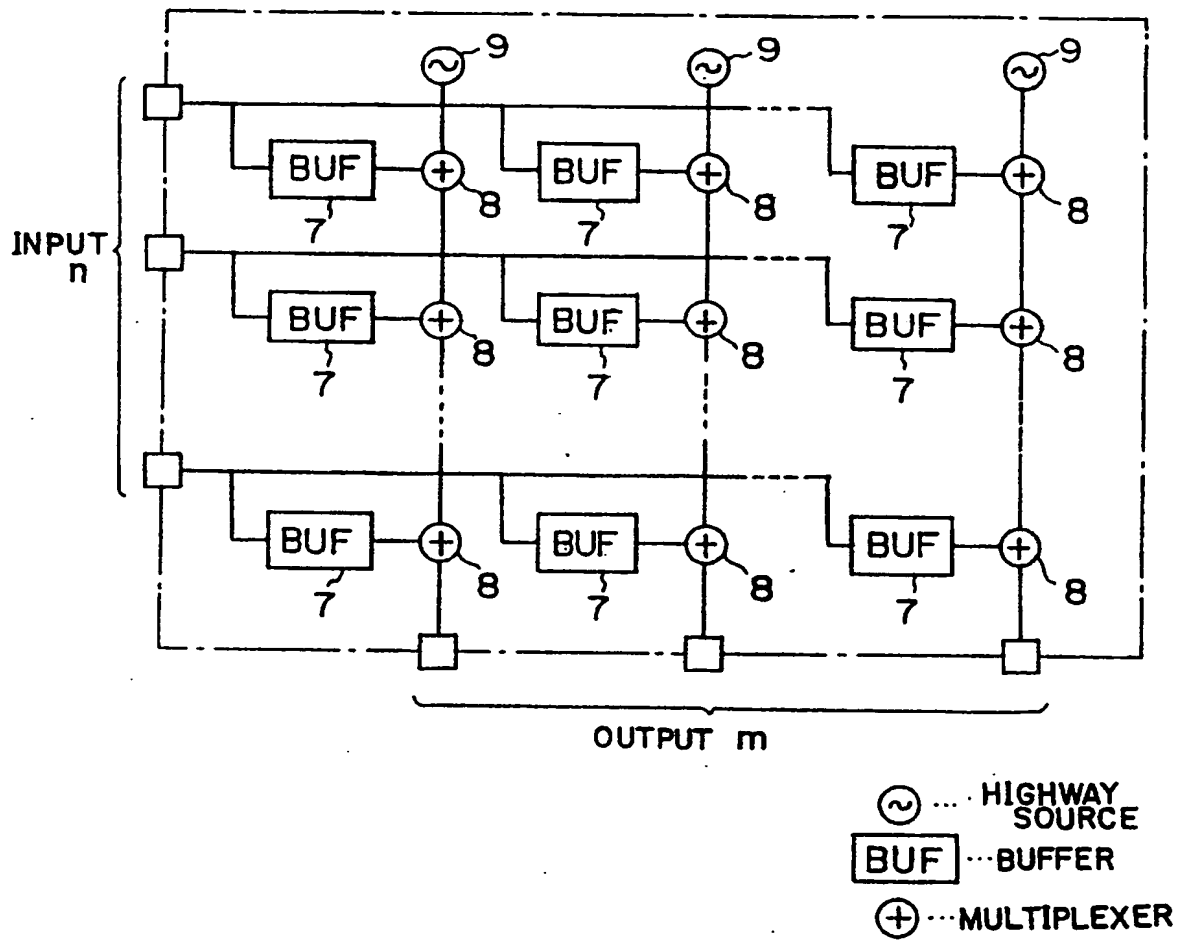 9 9 9
BUF BUF BUF
8 8 8
7 7 7
INPUT
n
BUF BUF BUF
8 8 8
7 7 7
BUF BUF BUF
8 8 8
7 7 7
OUTPUT m
~ ... HIGHWAY
SOURCE
BUF ...BUFFER
+ ...MULTIPLEXER